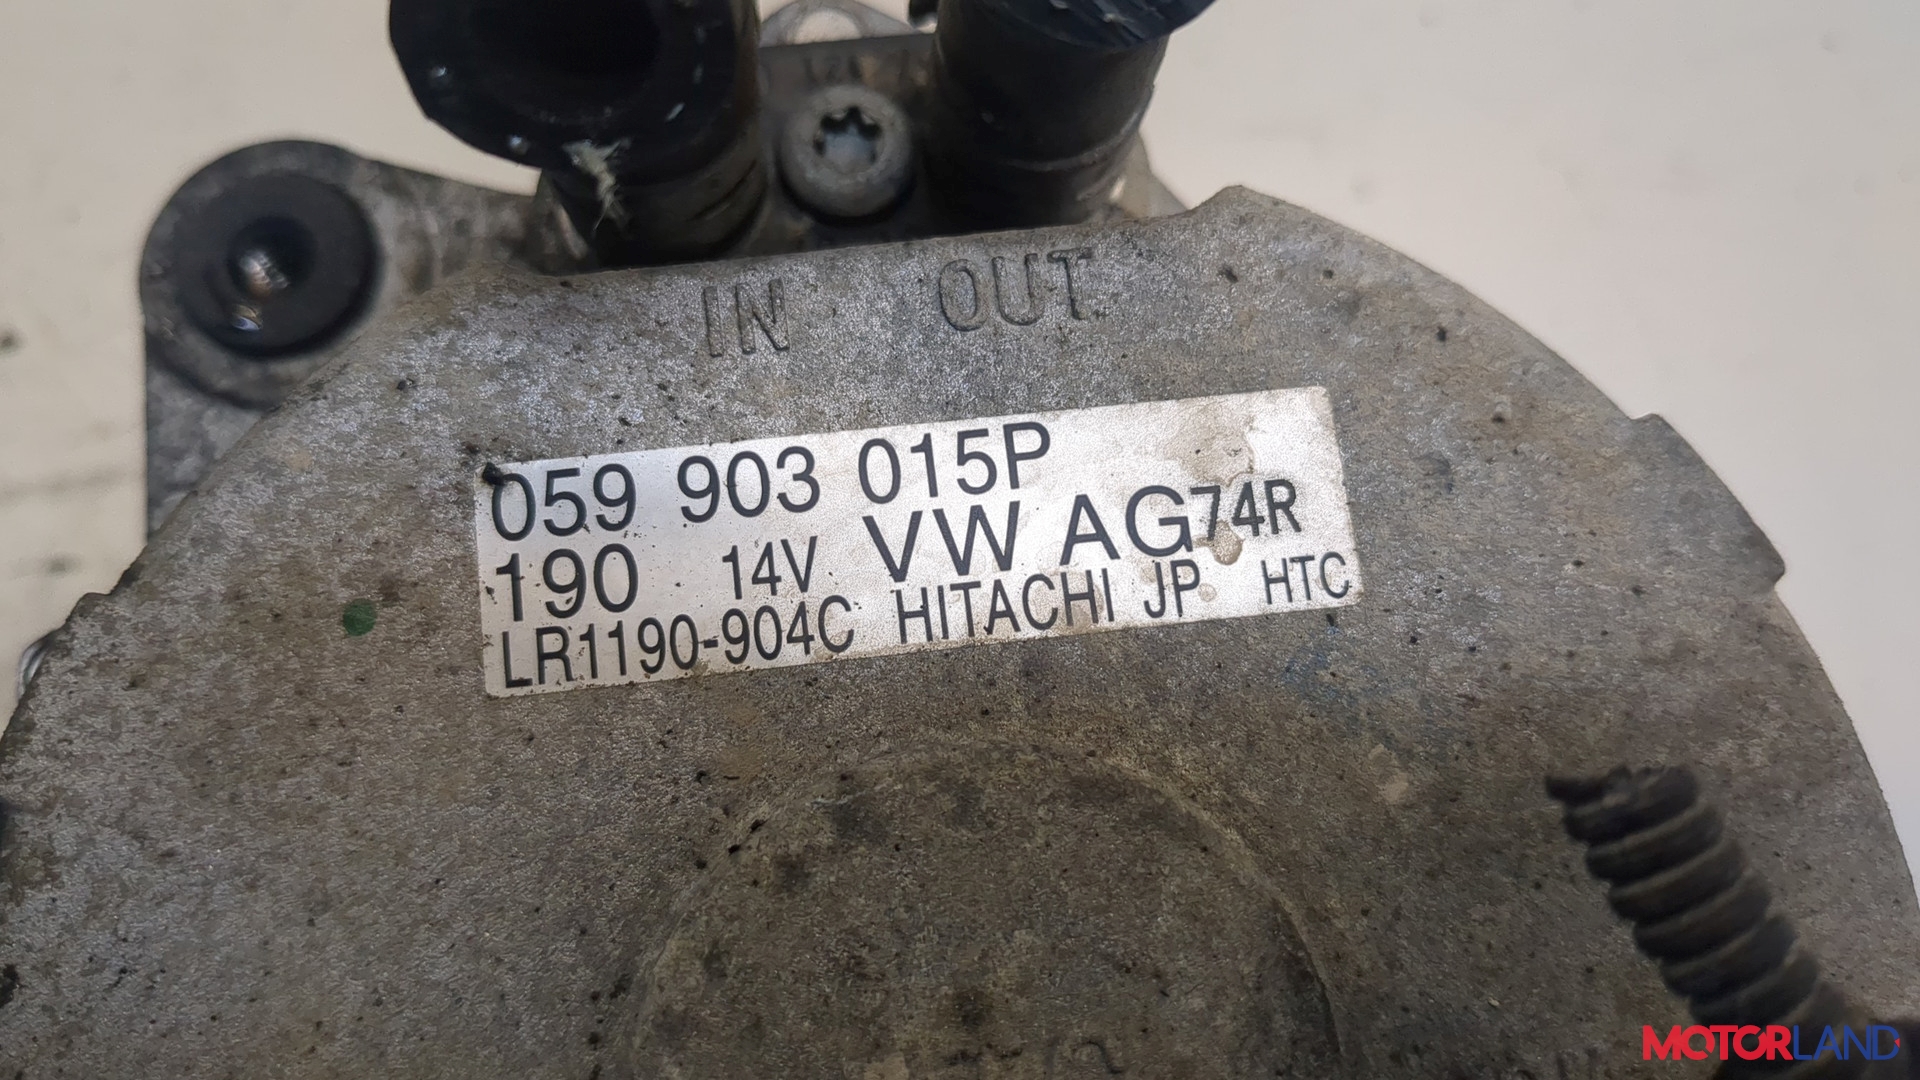 IN OUT
059 903 015P
190 14V VW AG 74R
LR1190-904C HITACHI JP HTC
MOTORLAND